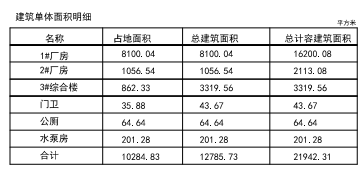 建筑单体面积明细
平方米
名称 占地面积 总建筑面积 总计容建筑面积
1#厂房 8100.04 8100.04 16200.08
2#厂房 1056.54 1056.54 2113.08
3#综合楼 862.33 3319.56 3319.56
门卫 35.88 43.67 43.67
公厕 64.64 64.64 64.64
水泵房 201.28 201.28 201.28
合计 10284.83 12785.73 21942.31